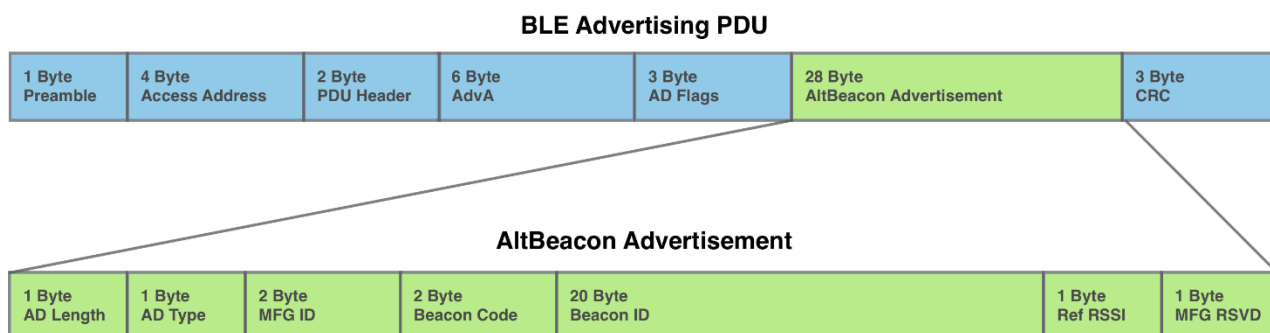 BLE Advertising PDU
1 Byte
Preamble
4 Byte
Access Address
2 Byte
PDU Header
6 Byte
AdvA
3 Byte
AD Flags
28 Byte
AltBeacon Advertisement
3 Byte
CRC
AltBeacon Advertisement
1 Byte
AD Length
1 Byte
AD Type
2 Byte
MFG ID
2 Byte
Beacon Code
20 Byte
Beacon ID
1 Byte
Ref RSSI
1 Byte
MFG RSVD